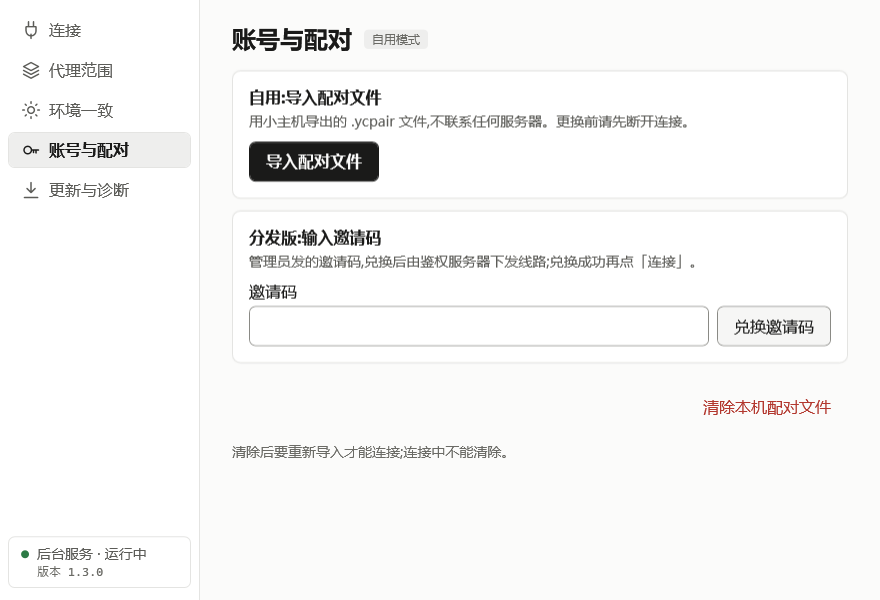 连接
代理范围
环境一致
账号与配对
更新与诊断
后台服务 · 运行中
版本 1.3.0
账号与配对 自用模式
自用:导入配对文件
用小主机导出的 .ycpair 文件,不联系任何服务器。更换前请先断开连接。
导入配对文件
分发版:输入邀请码
管理员发的邀请码,兑换后由鉴权服务器下发线路;兑换成功再点「连接」。
邀请码
兑换邀请码
清除本机配对文件
清除后要重新导入才能连接;连接中不能清除。